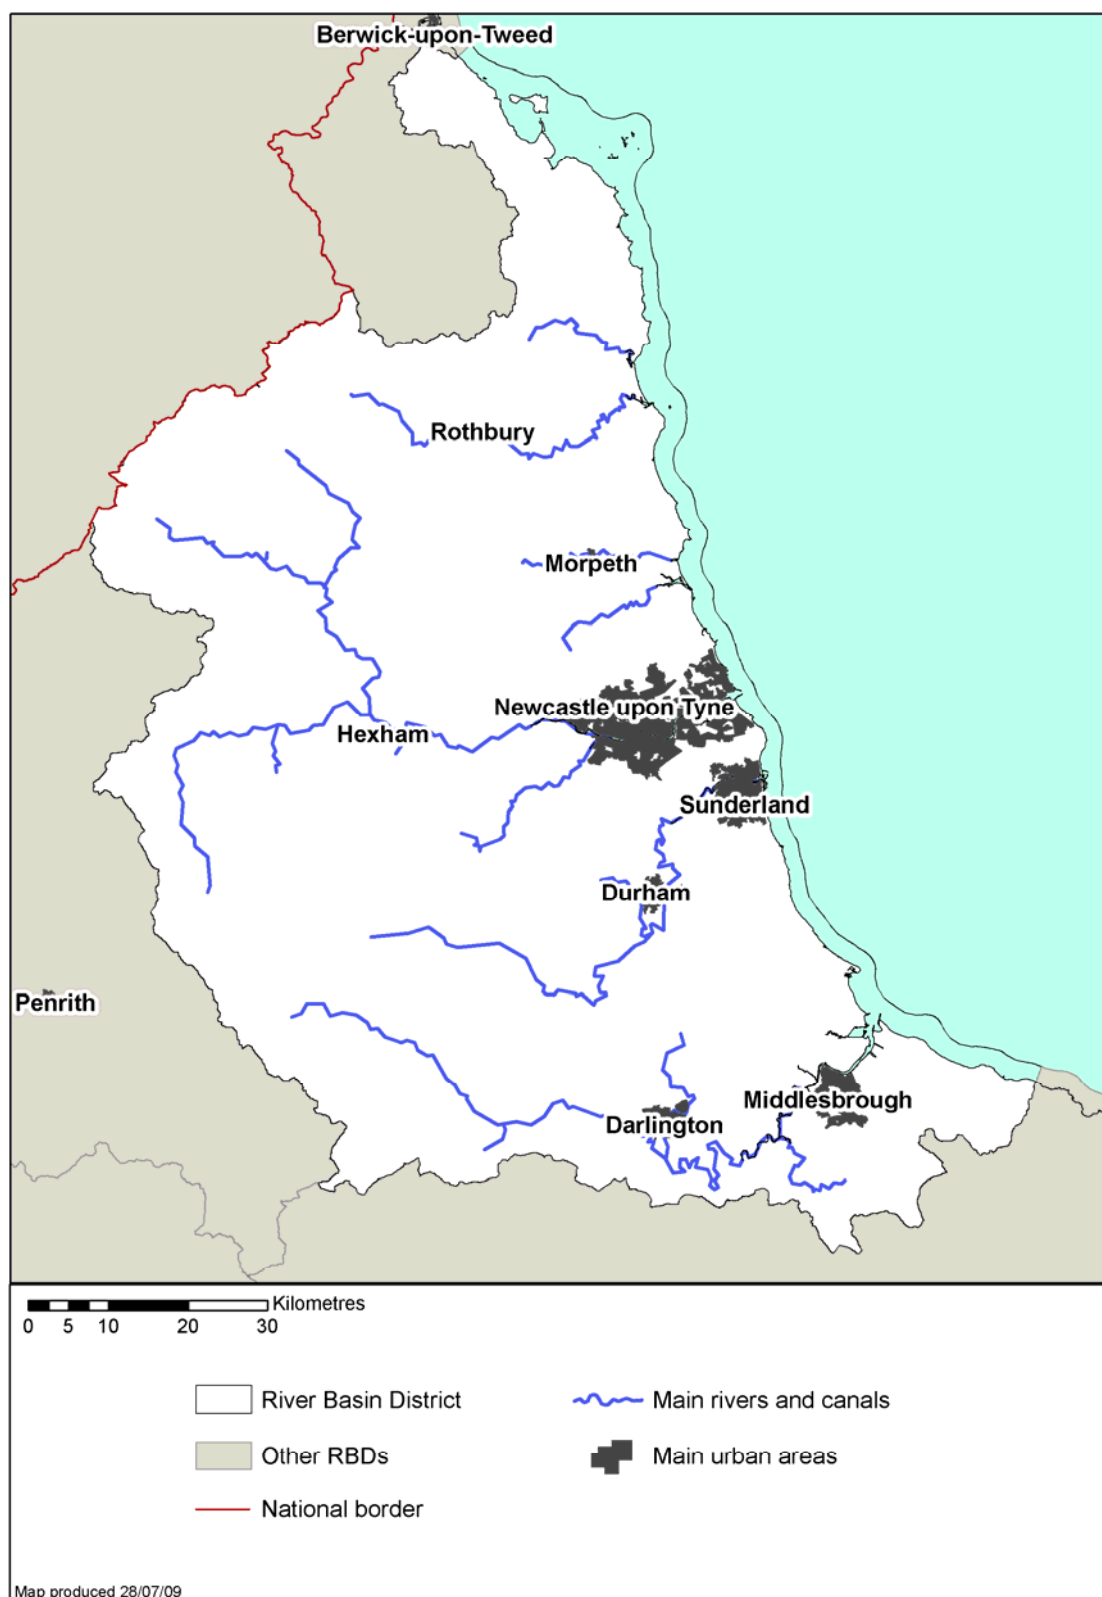 Berwick-upon-Tweed
Rothbury
Morpeth
Newcastle upon Tyne
Hexham
Sunderland
Durham
Penrith
Middlesbrough
Darlington
Kilometres
0 5 10 20 30
River Basin District
Main rivers and canals
Other RBDs
Main urban areas
National border
Map produced 28/07/09